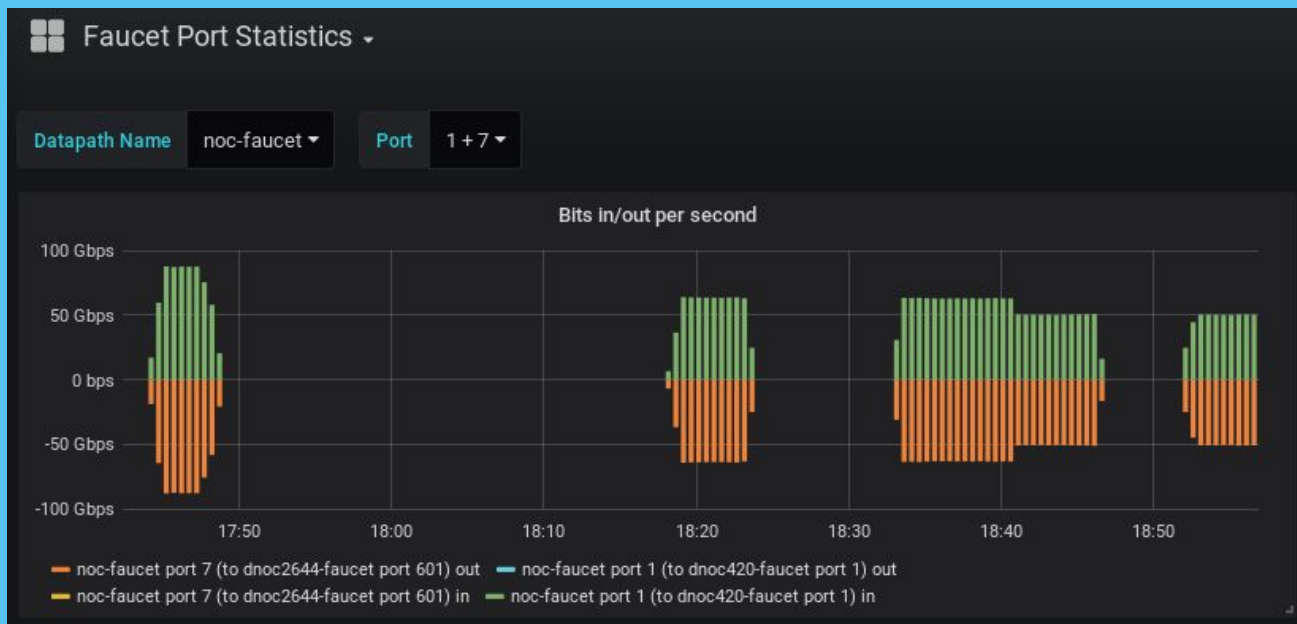 Faucet Port Statistics
Datapath Name noc-faucet Port 1 + 7
Bits in/out per second
100 Gbps
50 Gbps
0 bps
-50 Gbps
-100 Gbps
17:50 18:00 18:10 18:20 18:30 18:40 18:50
noc-faucet port 7 (to dnoc2644-faucet port 601) out noc-faucet port 1 (to dnoc420-faucet port 1) out
noc-faucet port 7 (to dnoc2644-faucet port 601) in noc-faucet port 1 (to dnoc420-faucet port 1) in